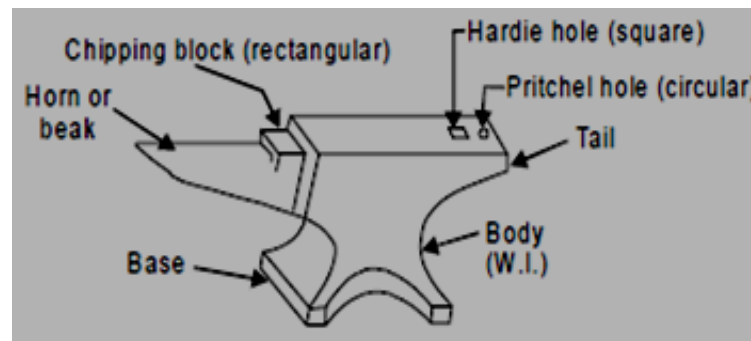 Hardie hole (square)
Chipping block (rectangular)
Pritchel hole (circular)
Horn or
beak
Tail
Body
(W.I.)
Base